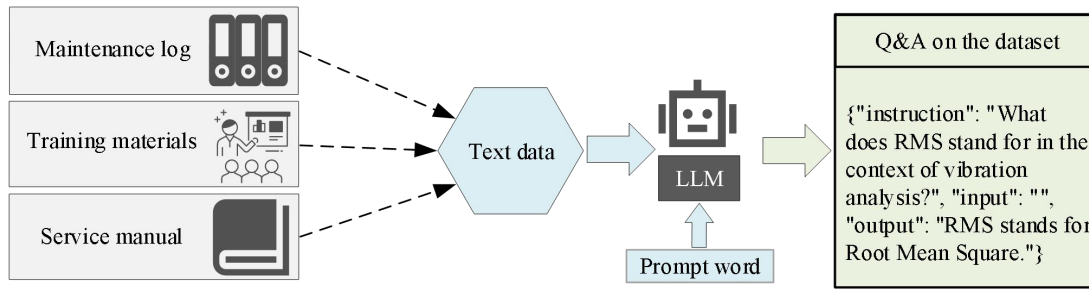 Maintenance log
Training materials
Service manual
Text data
LLM
Prompt word
Q&A on the dataset
{"instruction": "What
does RMS stand for in the
context of vibration
analysis?", "input": "",
"output": "RMS stands for
Root Mean Square."}